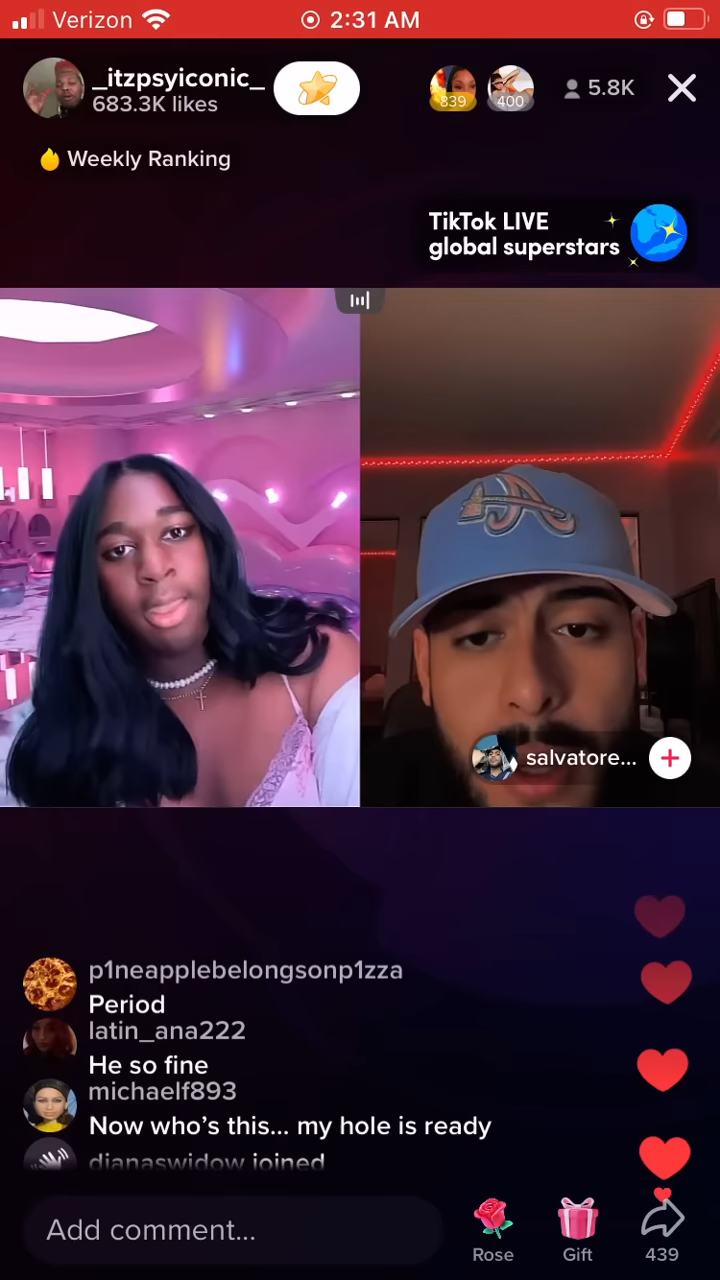 Verizon 2:31 AM
_itzpsyiconic_
683.3K likes
839 400 5.8K
Weekly Ranking
TikTok LIVE
global superstars
A
salvatore...
p1neapplebelongsonp1zza
Period
latin_ana222
He so fine
michaelf893
Now who's this... my hole is ready
dianaswidow joined
Add comment...
Rose Gift 439